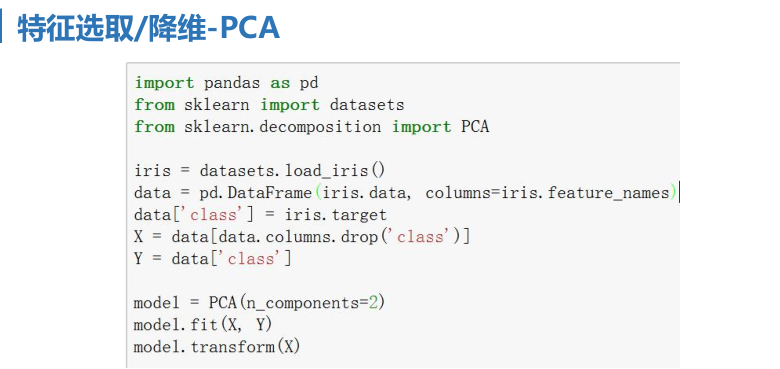 特征选取/降维-PCA
import pandas as pd
from sklearn import datasets
from sklearn.decomposition import PCA
iris = datasets.load_iris()
data = pd.DataFrame(iris.data, columns=iris.feature_names)
data['class'] = iris.target
X = data[data.columns.drop('class')]
Y = data['class']
model = PCA(n_components=2)
model.fit(X, Y)
model.transform(X)